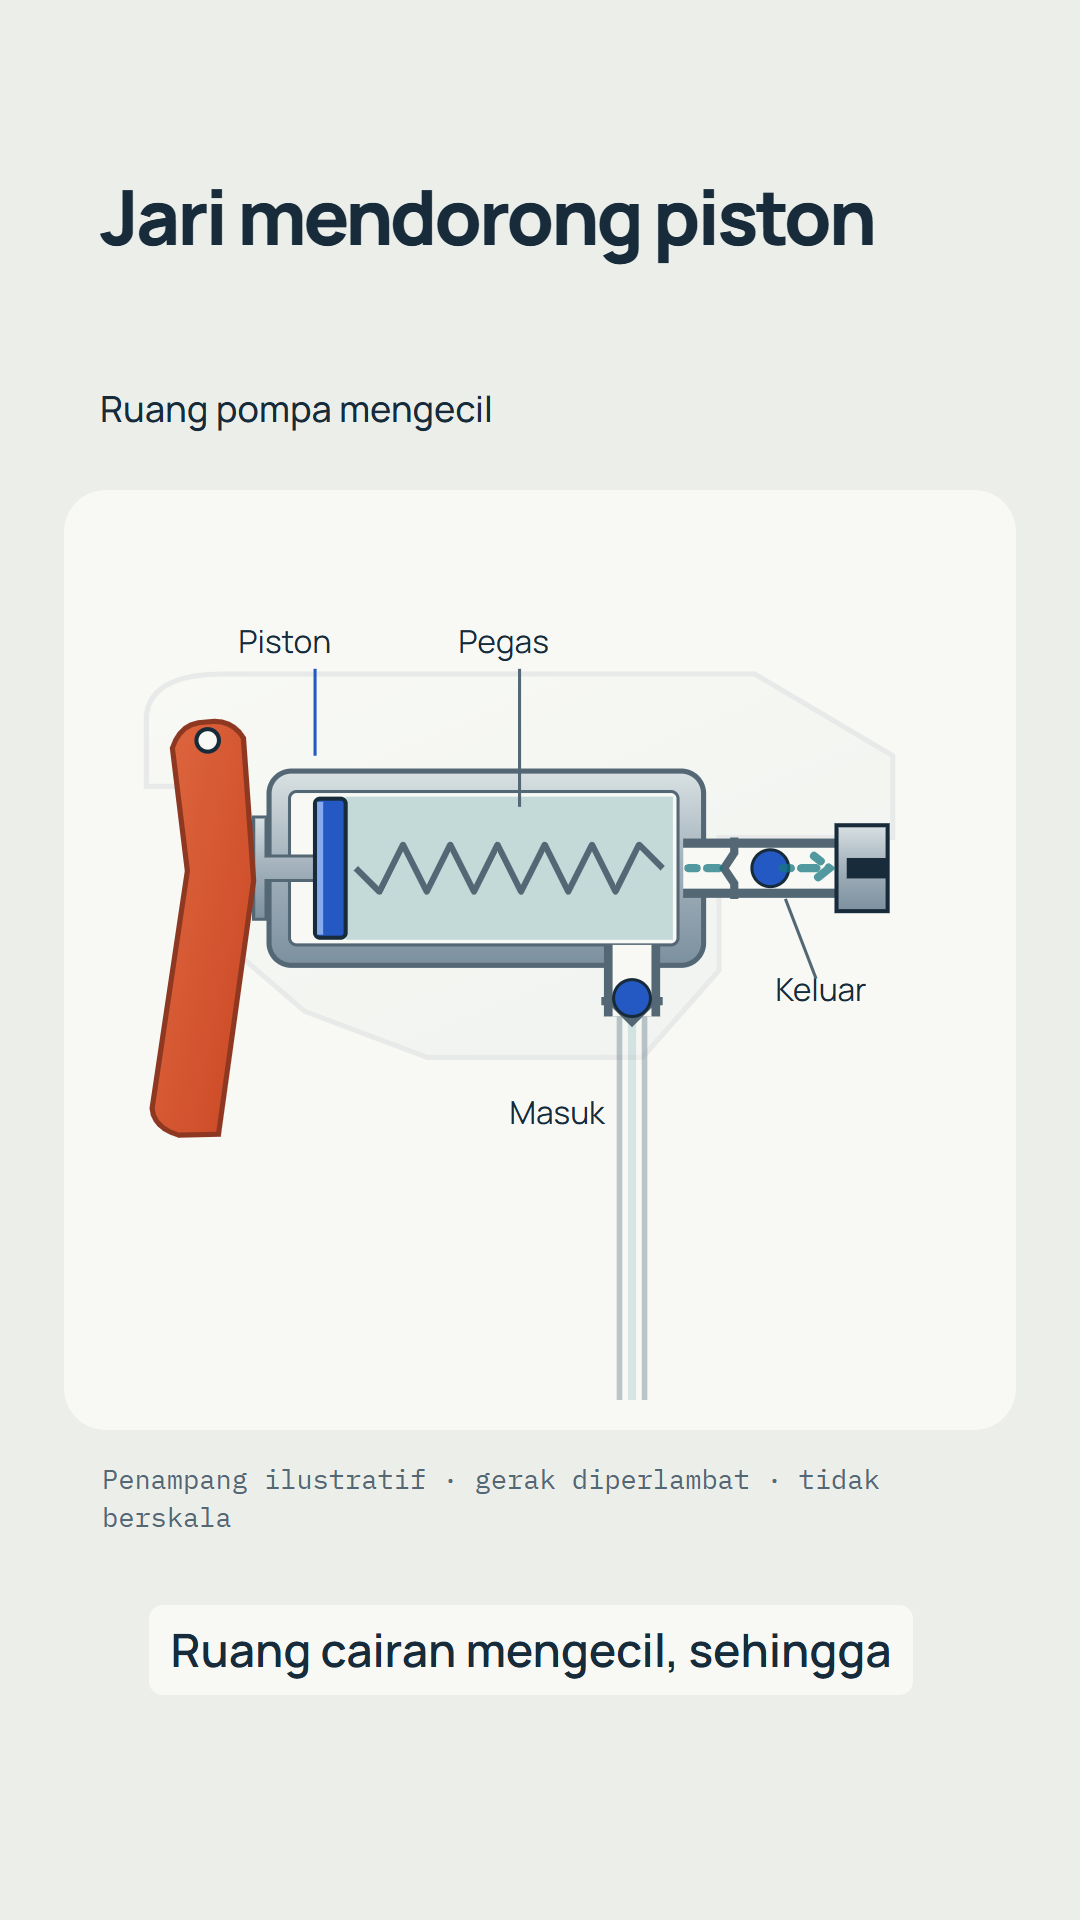 Jari mendorong piston
Ruang pompa mengecil
Piston
Pegas
Keluar
Masuk
Penampang ilustratif · gerak diperlambat · tidak
berskala
Ruang cairan mengecil, sehingga